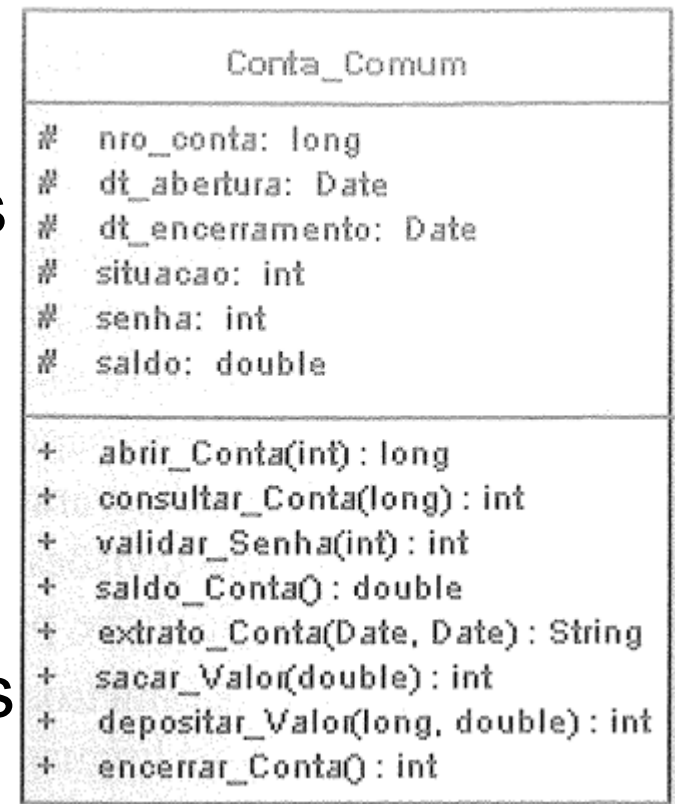 Conta_Comum
# nro_conta: long
# dt_abertura: Date
s
# dt_encerramento: Date
# situacao: int
# senha: int
# saldo: double
+ abrir_Conta(int) : long
+ consultar_Conta(long) : int
+ validar_Senha(int) : int
+ saldo_Conta() : double
+ extrato_Conta(Date, Date) : String
s
+ sacar_Valor(double) : int
+ depositar_Valor(long, double) : int
+ encerrar_Conta() : int